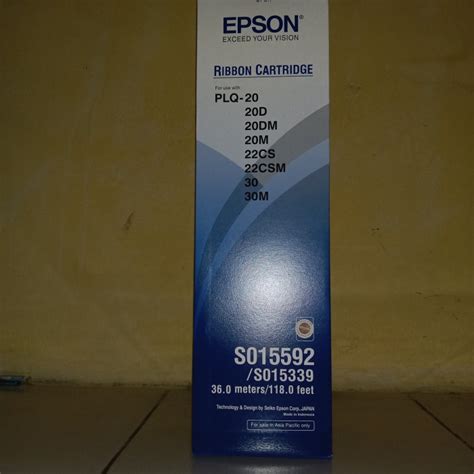 EPSON
EXCEED YOUR VISION
RIBBON CARTRIDGE
For use with
PLQ-20
20D
20DM
20M
22CS
22CSM
30
30M
S015592
/S015339
36.0 meters/118.0 feet
Technology & Design by Seiko Epson Corp. JAPAN
Made in Indonesia
For sale in Asia Pacific only